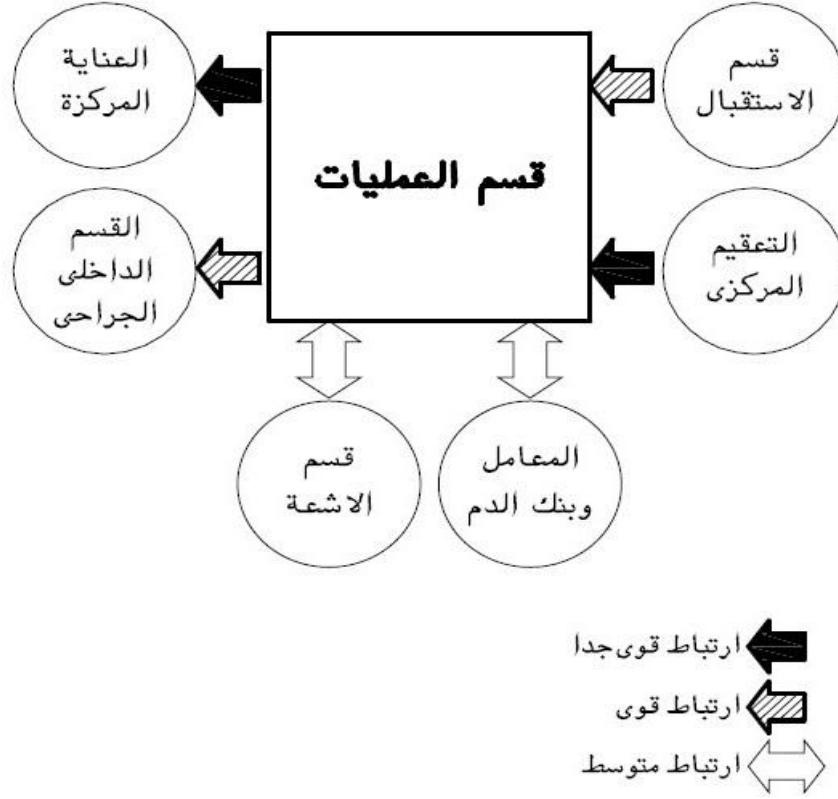 قسم
الاستقبال
العناية
المركزة
قسم العمليات
التعقيم
المركزى
القسم
الداخلى
الجراحى
المعامل
وبنك الدم
قسم
الاشعة
ارتباط قوى جدا
ارتباط قوى
ارتباط متوسط